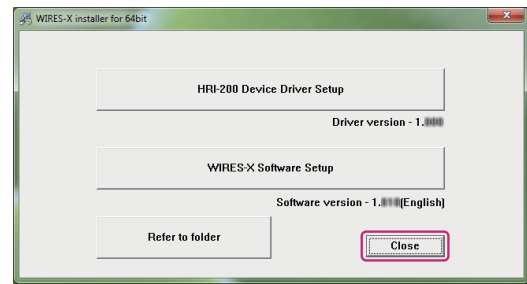 WIRES-X installer for 64bit
HRI-200 Device Driver Setup
Driver version - 1.
WIRES-X Software Setup
Software version - 1. (English)
Refer to folder
Close